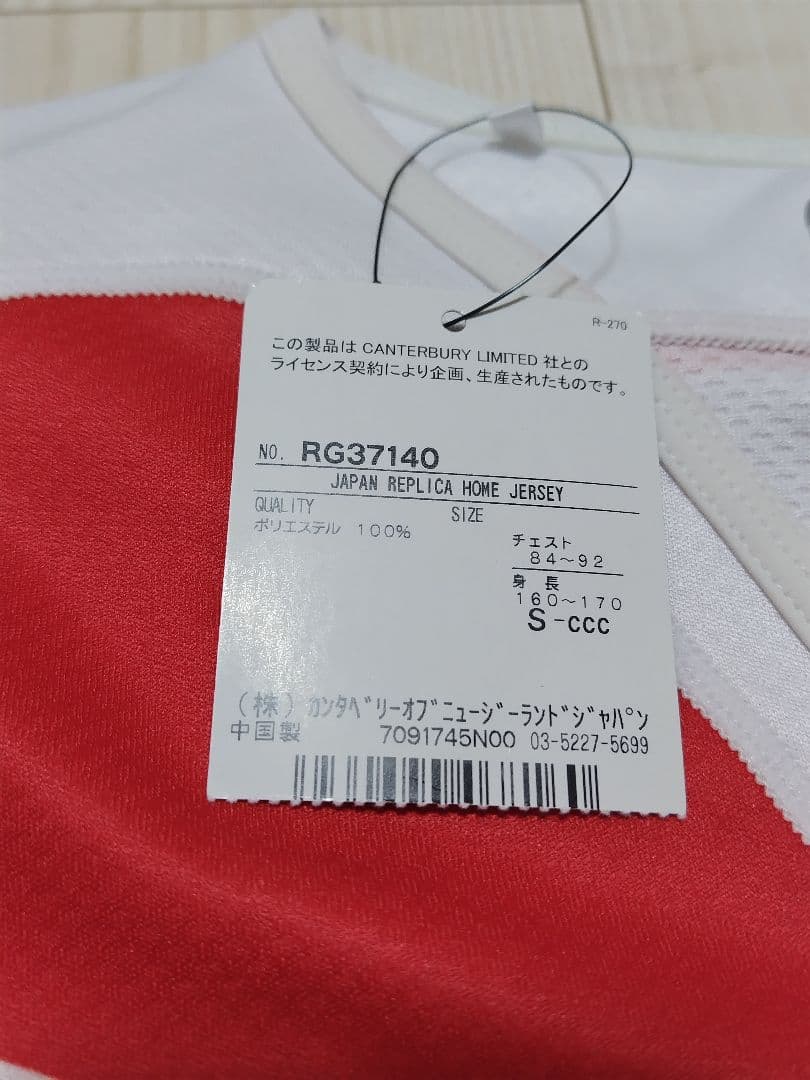 R-270
この製品は CANTERBURY LIMITED 社との
ライセンス契約により企画、生産されたものです。
NO. RG37140
JAPAN REPLICA HOME JERSEY
QUALITY SIZE
ポリエステル 100%
チェスト
84~92
身 長
160~170
S-CCC
(株)カンタベリーオブニュージーランドジャパン
中国製 7091745N00 03-5227-5699